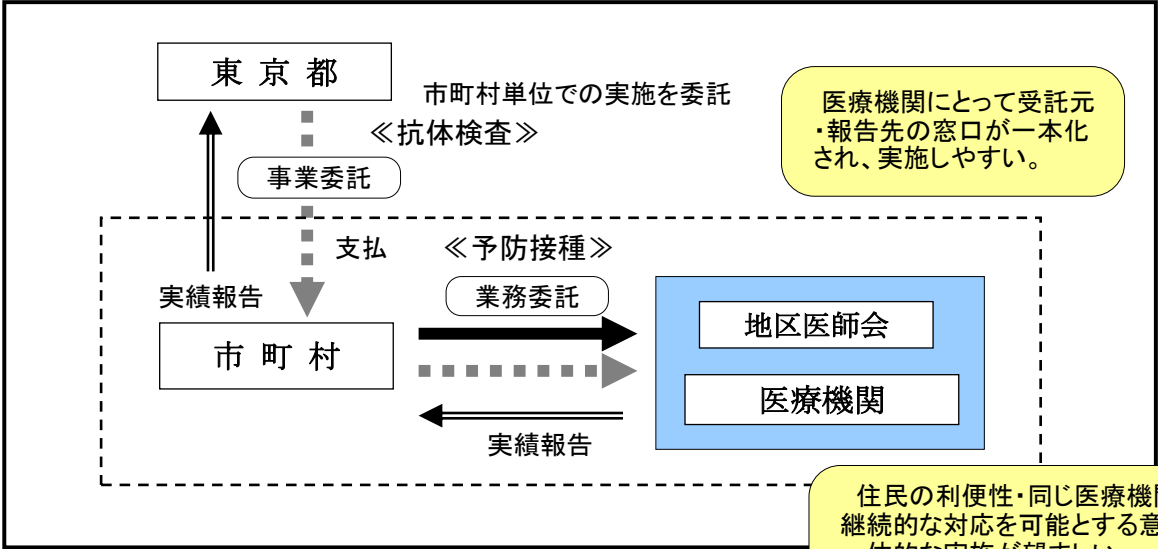 東京都
市町村単位での実施を委託
≪抗体検査≫
事業委託
医療機関にとって受託元
・報告先の窓口が一本化
され、実施しやすい。
支払
≪予防接種≫
実績報告
業務委託
市町村
地区医師会
医療機関
実績報告
住民の利便性・同じ医療機
継続的な対応を可能とする意